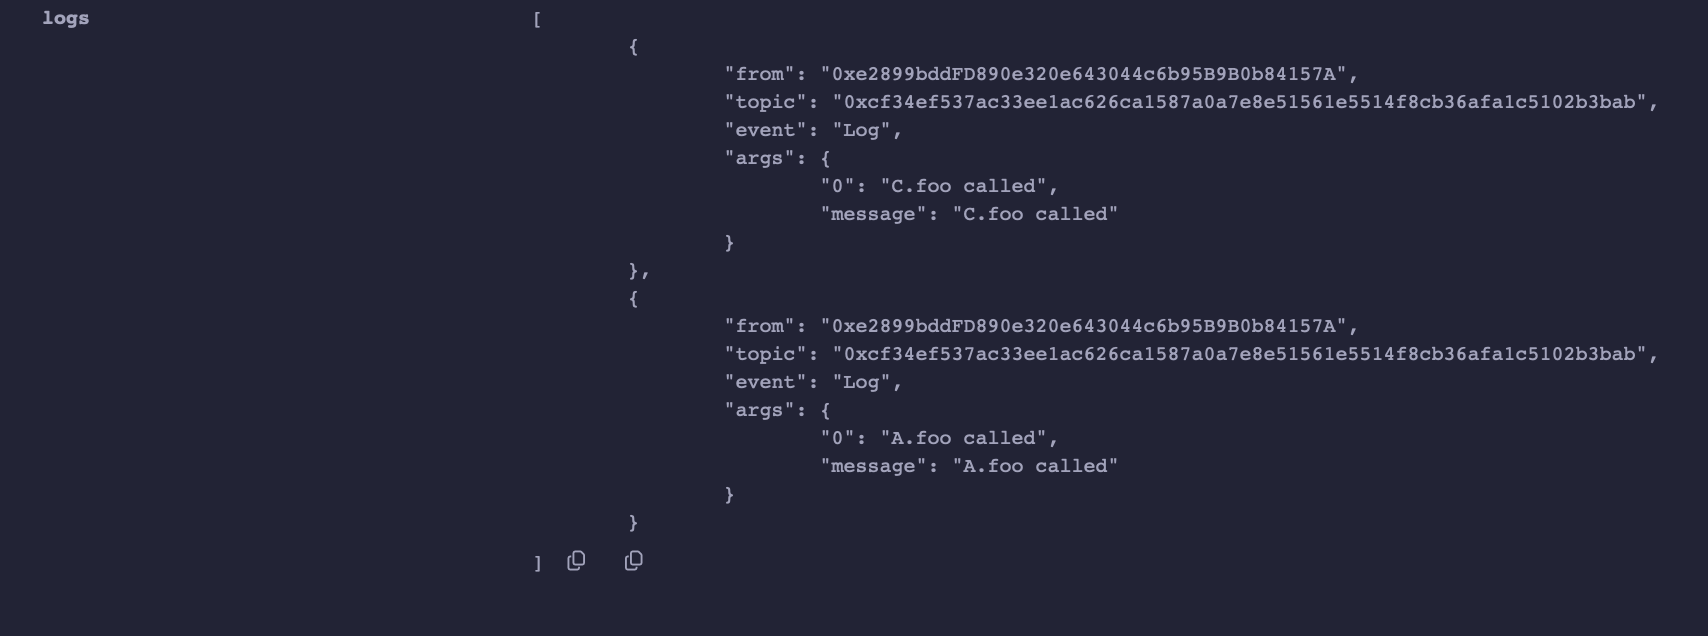 logs
[
{
"from": "0xe2899bddFD890e320e643044c6b95B9B0b84157A",
"topic": "0xcf34ef537ac33ee1ac626ca1587a0a7e8e51561e5514f8cb36afa1c5102b3bab",
"event": "Log",
"args": {
"0": "C.foo called",
"message": "C.foo called"
}
},
{
"from": "0xe2899bddFD890e320e643044c6b95B9B0b84157A",
"topic": "0xcf34ef537ac33ee1ac626ca1587a0a7e8e51561e5514f8cb36afa1c5102b3bab",
"event": "Log",
"args": {
"0": "A.foo called",
"message": "A.foo called"
}
}
]